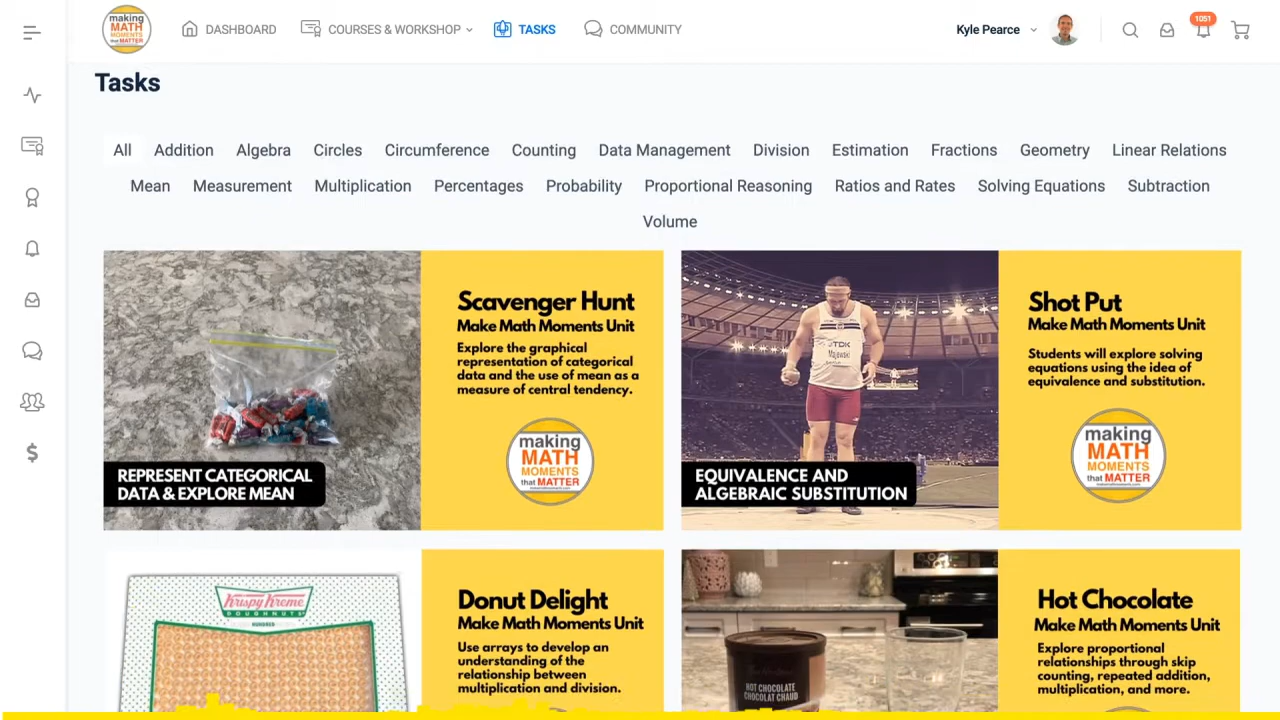 making
MATH
MOMENTS
that MATTER
DASHBOARD
COURSES & WORKSHOP
TASKS
COMMUNITY
Kyle Pearce
1051
Tasks
All Addition Algebra Circles Circumference Counting Data Management Division Estimation Fractions Geometry Linear Relations
Mean Measurement Multiplication Percentages Probability Proportional Reasoning Ratios and Rates Solving Equations Subtraction
Volume
REPRESENT CATEGORICAL
DATA & EXPLORE MEAN
Scavenger Hunt
Make Math Moments Unit
Explore the graphical
representation of categorical
data and the use of mean as a
measure of central tendency.
making
MATH
MOMENTS
that MATTER
TDK
Majewski
EQUIVALENCE AND
ALGEBRAIC SUBSTITUTION
Shot Put
Make Math Moments Unit
Students will explore solving
equations using the idea of
equivalence and substitution.
making
MATH
MOMENTS
that MATTER
Krispy Kreme
DOUGHNUTS
HUNDRED
Donut Delight
Make Math Moments Unit
Use arrays to develop an
understanding of the
relationship between
multiplication and division.
HOT CHOCOLATE
CHOCOLAT CHAUD
Hot Chocolate
Make Math Moments Unit
Explore proportional
relationships through skip
counting, repeated addition,
multiplication, and more.